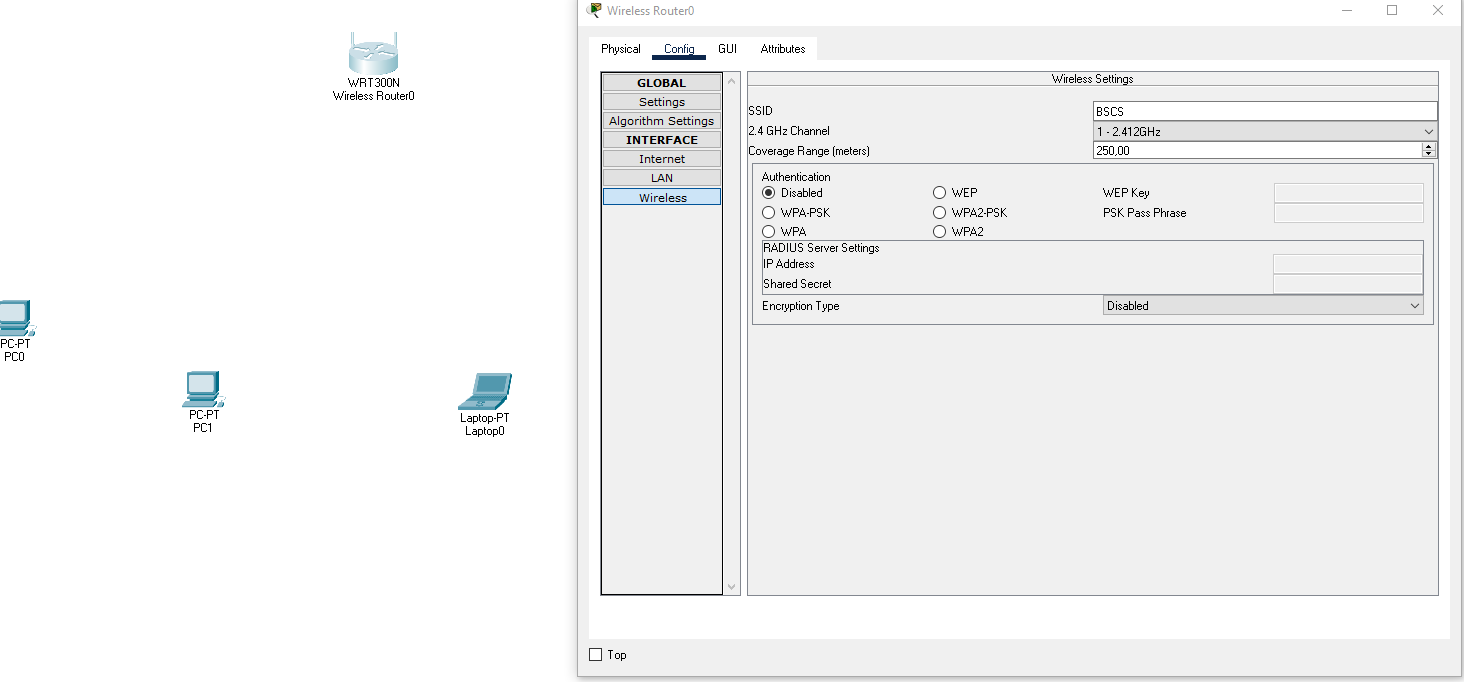 WRT300N
Wireless Router0
PC-PT
PC0
PC-PT
PC1
Laptop-PT
Laptop0
Wireless Router0
Physical Config GUI Attributes
GLOBAL
Settings
Algorithm Settings
INTERFACE
Internet
LAN
Wireless
Wireless Settings
SSID BSCS
2.4 GHz Channel 1 - 2.412GHz
Coverage Range (meters) 250,00
Authentication
Disabled WEP WEP Key
WPA-PSK WPA2-PSK PSK Pass Phrase
WPA WPA2
RADIUS Server Settings
IP Address
Shared Secret
Encryption Type Disabled
Top